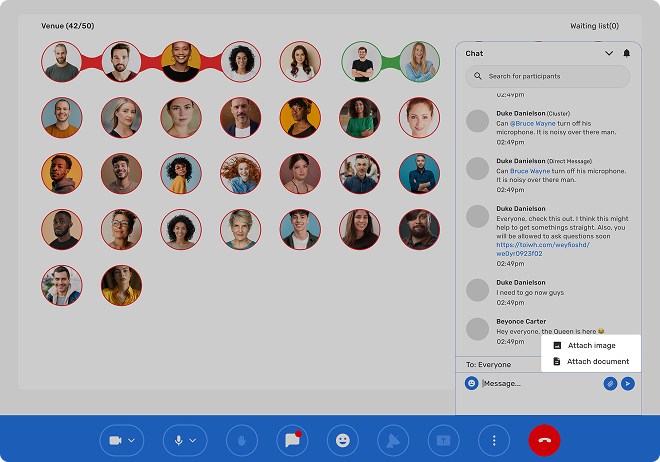 Venue (42/50)
Waiting list(0)
Chat
Search for participants
02:49pm
Duke Danielson (Cluster)
Can @Bruce Wayne turn off his
microphone. It is noisy over there man.
02:49pm
Duke Danielson (Direct Message)
Can Bruce Wayne turn off his microphone.
It is noisy over there man.
02:49pm
Duke Danielson
Everyone, check this out. I think this might
help to get somethings straight. Also, you
will be allowed to ask questions soon
https://toiwh.com/weyfioshd/
we0yr0923f02
02:49pm
Duke Danielson
I need to go now guys
02:49pm
Beyonce Carter
Hey everyone, the Queen is here 😂
02:49pm
Attach image
Attach document
To: Everyone
Message...